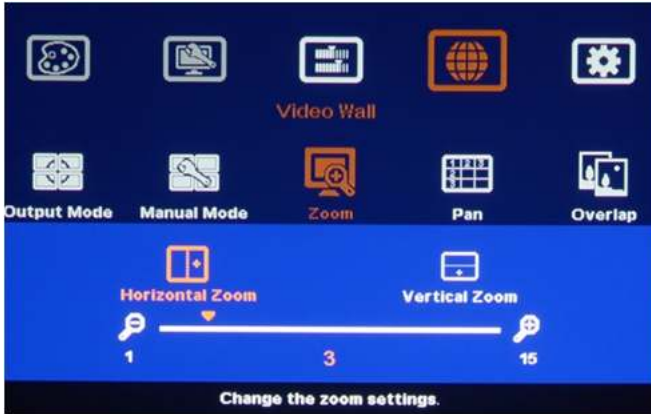 Video Wall
Output Mode
Manual Mode
Zoom
Pan
Overlap
Horizontal Zoom
Vertical Zoom
1
3
15
Change the zoom settings.